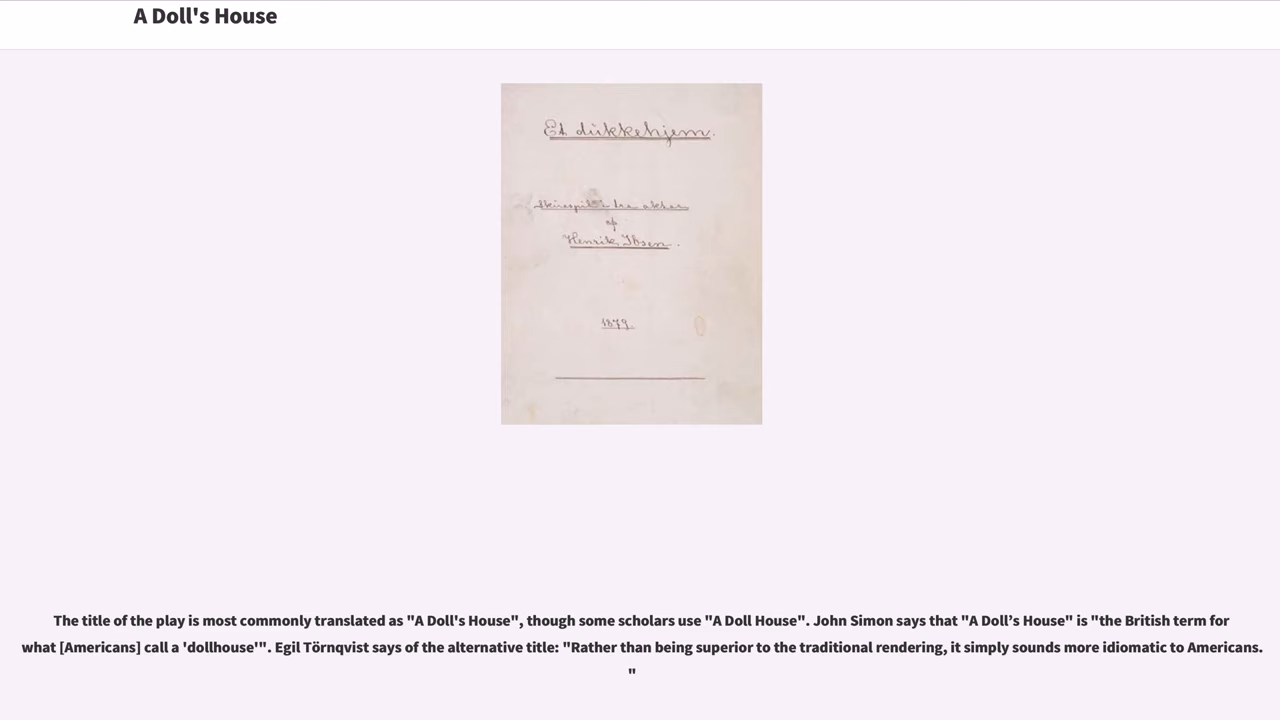 A Doll's House
Et dukkehjem.
Skuespil i tre akter
af
Henrik Ibsen.
1879.
The title of the play is most commonly translated as "A Doll's House", though some scholars use "A Doll House". John Simon says that "A Doll’s House" is "the British term for
what [Americans] call a 'dollhouse'". Egil Törnqvist says of the alternative title: "Rather than being superior to the traditional rendering, it simply sounds more idiomatic to Americans.
"